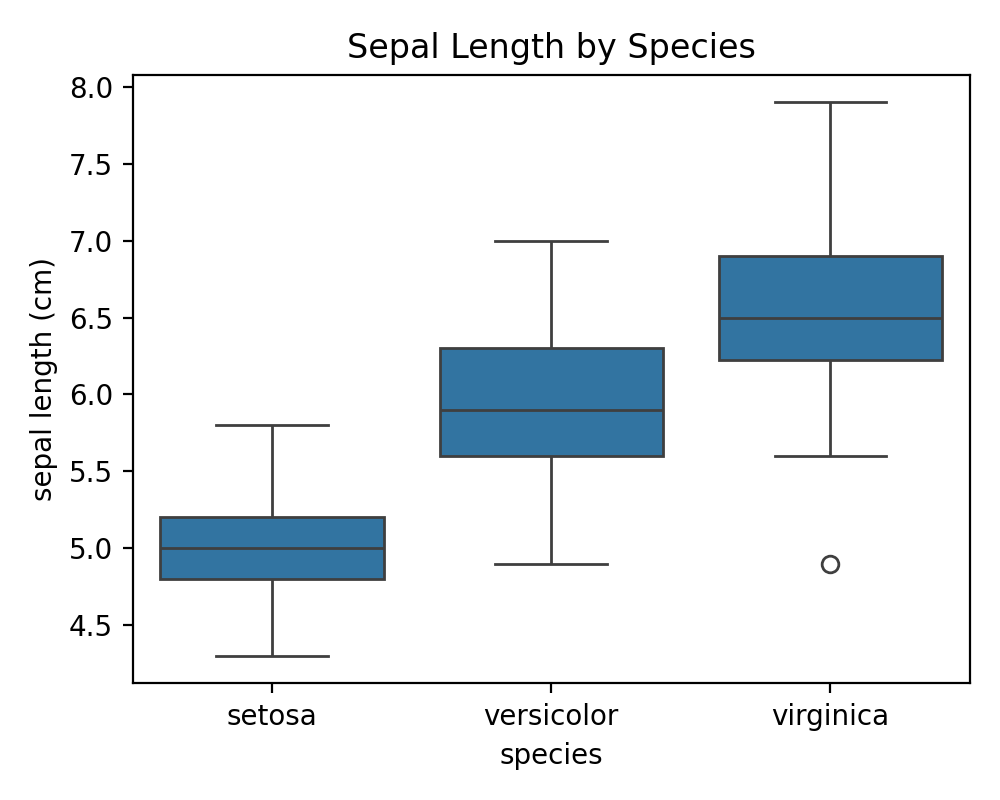 Sepal Length by Species
sepal length (cm)
8.0
7.5
7.0
6.5
6.0
5.5
5.0
4.5
setosa versicolor virginica
species